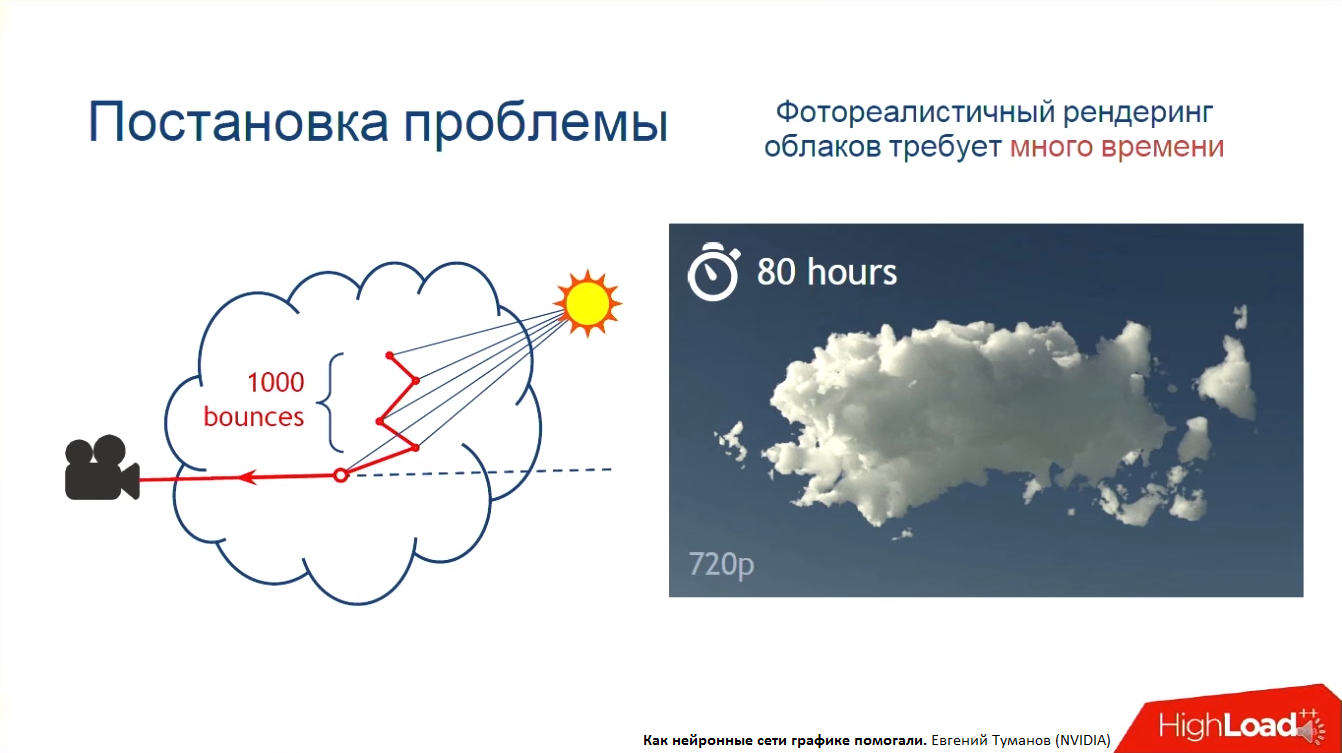 Постановка проблемы
Фотореалистичный рендеринг
облаков требует много времени
1000
bounces
80 hours
720p
Как нейронные сети графике помогали. Евгений Туманов (NVIDIA)
HighLoad++